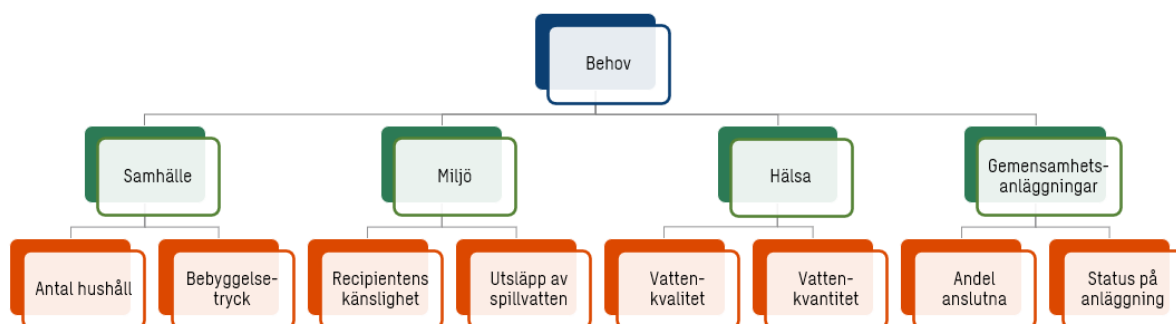 Behov
Samhälle
Miljö
Hälsa
Gemensamhets-
anläggningar
Antal hushåll
Bebyggelse-
tryck
Recipientens
känslighet
Utsläpp av
spillvatten
Vatten-
kvalitet
Vatten-
kvantitet
Andel
anslutna
Status på
anläggning